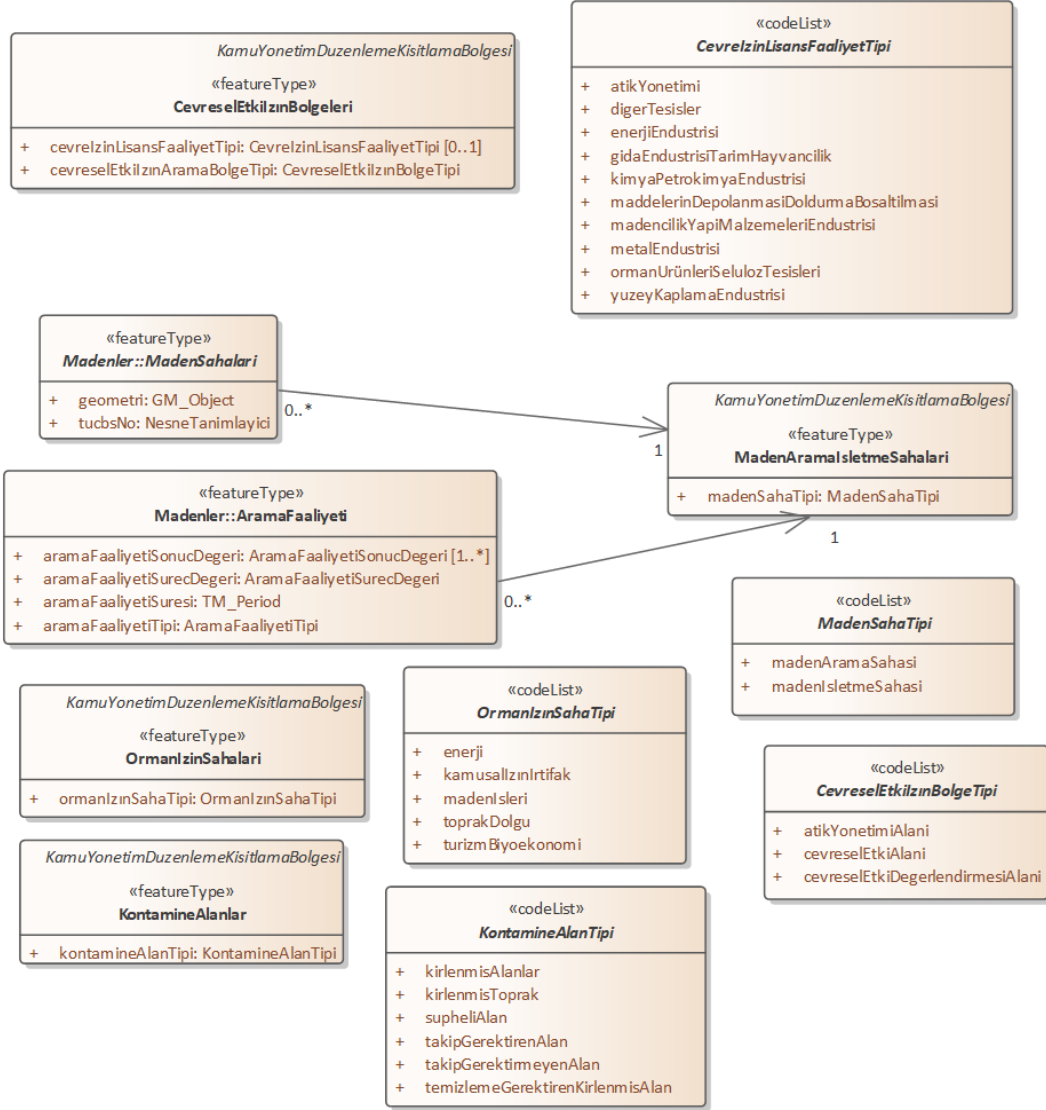 KamuYonetimDuzenlemeKisitlamaBolgesi
«featureType»
CevreselEtkiIzınBolgeleri
+ cevreIzinLisansFaaliyetTipi: CevreIzinLisansFaaliyetTipi [0..1]
+ cevreselEtkiIzınAramaBolgeTipi: CevreselEtkiIzınBolgeTipi
«codeList»
CevreIzinLisansFaaliyetTipi
+ atikYonetimi
+ digerTesisler
+ enerjiEndustrisi
+ gidaEndustrisiTarimHayvancilik
+ kimyaPetrokimyaEndustrisi
+ maddelerinDepolanmasiDoldurmaBosaltilmasi
+ madencilikYapiMalzemeleriEndustrisi
+ metalEndustrisi
+ ormanUrünleriSelulozTesisleri
+ yuzeyKaplamaEndustrisi
«featureType»
Madenler::MadenSahalari
+ geometri: GM_Object
+ tucbsNo: NesneTanimlayici
0..*
1
KamuYonetimDuzenlemeKisitlamaBolgesi
«featureType»
MadenAramaIsletmeSahalari
+ madenSahaTipi: MadenSahaTipi
«featureType»
Madenler::AramaFaaliyeti
+ aramaFaaliyetiSonucDegeri: AramaFaaliyetiSonucDegeri [1..*]
+ aramaFaaliyetiSurecDegeri: AramaFaaliyetiSurecDegeri
+ aramaFaaliyetiSuresi: TM_Period
+ aramaFaaliyetiTipi: AramaFaaliyetiTipi
0..*
1
«codeList»
MadenSahaTipi
+ madenAramaSahasi
+ madenIsletmeSahasi
KamuYonetimDuzenlemeKisitlamaBolgesi
«featureType»
OrmanIzinSahalari
+ ormanIzınSahaTipi: OrmanIzınSahaTipi
«codeList»
OrmanIzınSahaTipi
+ enerji
+ kamusalIzınIrtifak
+ madenIsleri
+ toprakDolgu
+ turizmBiyoekonomi
«codeList»
CevreselEtkiIzınBolgeTipi
+ atikYonetimiAlani
+ cevreselEtkiAlani
+ cevreselEtkiDegerlendirmesiAlani
KamuYonetimDuzenlemeKisitlamaBolgesi
«featureType»
KontamineAlanlar
+ kontamineAlanTipi: KontamineAlanTipi
«codeList»
KontamineAlanTipi
+ kirlenmisAlanlar
+ kirlenmisToprak
+ supheliAlan
+ takipGerektirenAlan
+ takipGerektirmeyenAlan
+ temizlemeGerektirenKirlenmisAlan